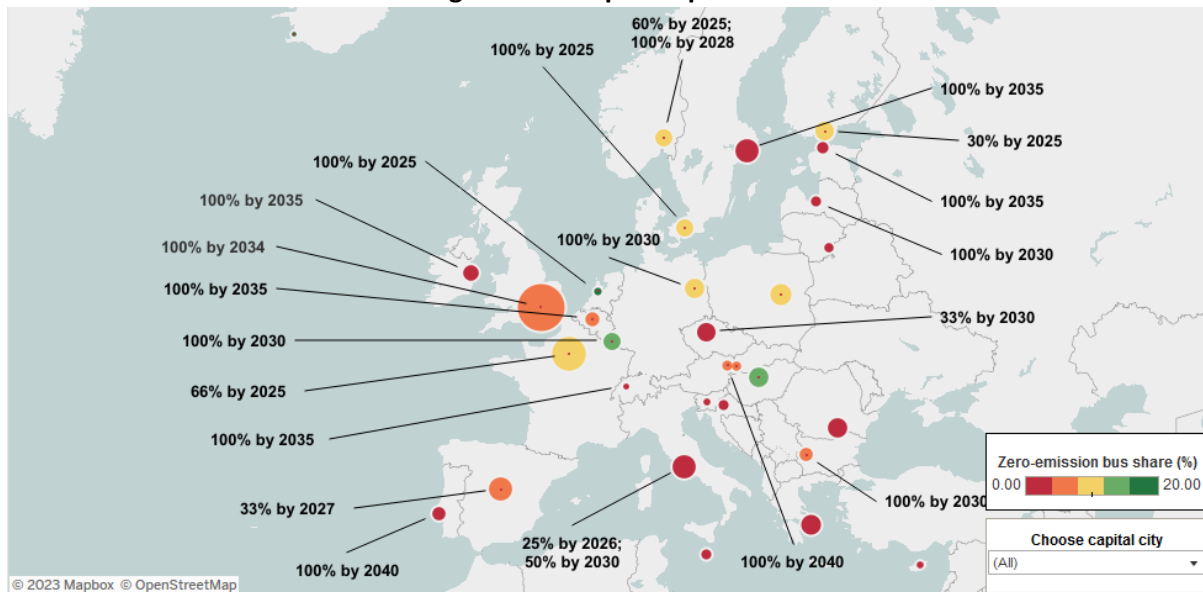 60% by 2025;
100% by 2028
100% by 2025
100% by 2035
30% by 2025
100% by 2025
100% by 2035
100% by 2035
100% by 2034
100% by 2030
100% by 2030
100% by 2035
33% by 2030
100% by 2030
66% by 2025
100% by 2035
Zero-emission bus share (%)
0.00 20.00
33% by 2027
100% by 2030
25% by 2026;
50% by 2030
100% by 2040
100% by 2040
Choose capital city
(All)
© 2023 Mapbox © OpenStreetMap